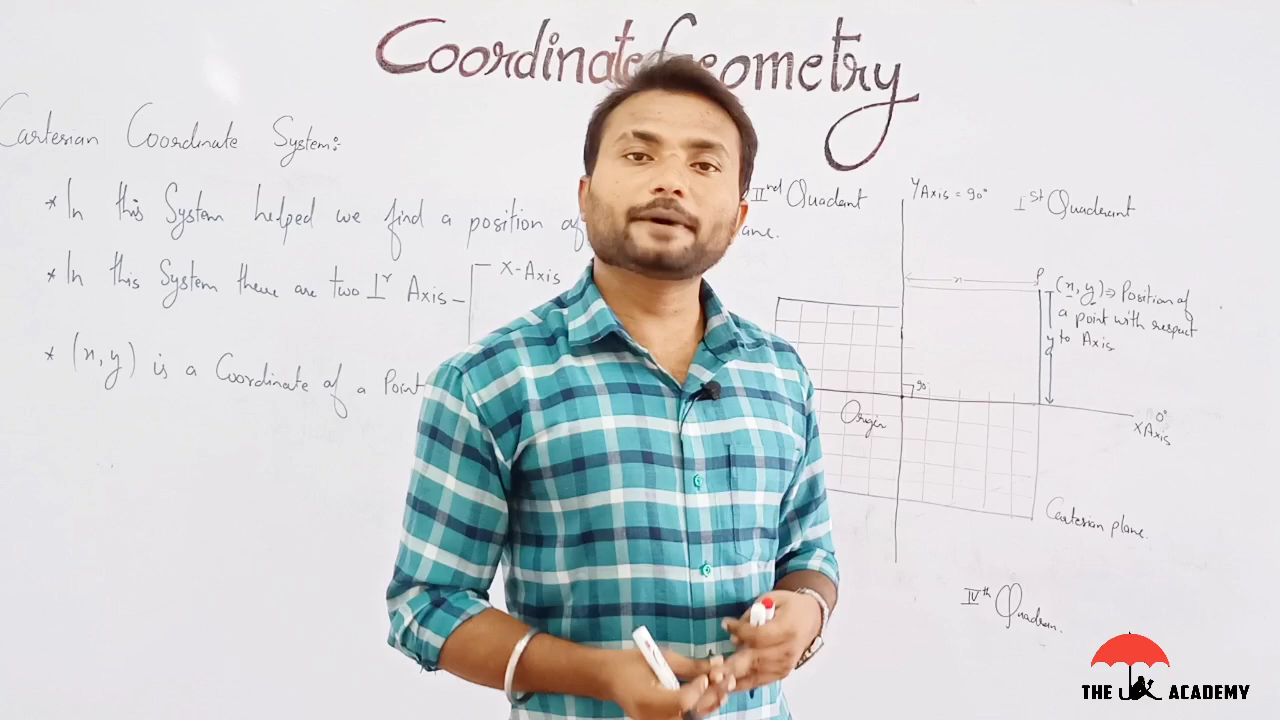 Coordinate Geometry
Cartesian Coordinate System:
* In this System helped we find a position of
* In this System there are two Ir Axis
X-Axis
* (x, y) is a Coordinate of a Point
IInd Quadant
Y Axis = 90°
Ist Quadrant
x
P
(x, y) ⇒ Position of
a point with respect
to Axis
y
90
Origin
0°
X Axis
Cartesian plane.
IVth Quadran.
THE ACADEMY